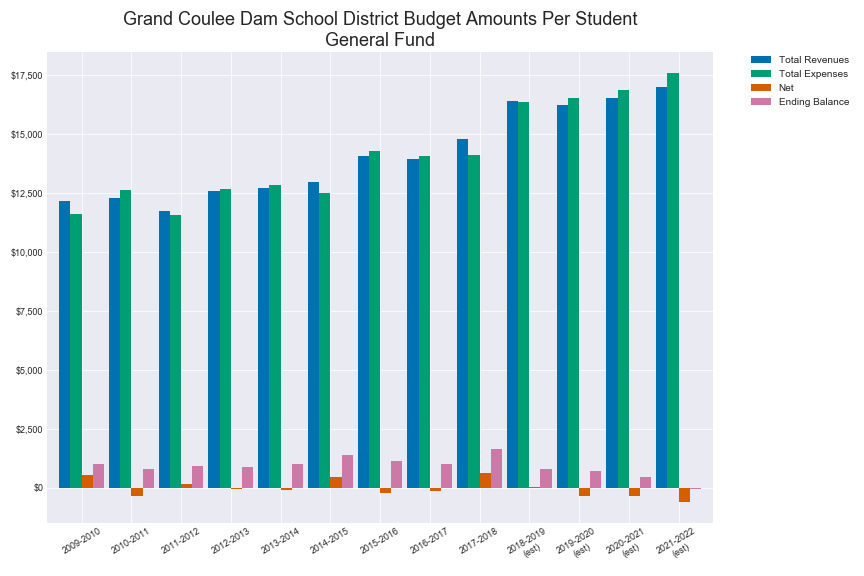 Grand Coulee Dam School District Budget Amounts Per Student
General Fund
Total Revenues
Total Expenses
Net
Ending Balance
$17,500
$15,000
$12,500
$10,000
$7,500
$5,000
$2,500
$0
2009-2010
2010-2011
2011-2012
2012-2013
2013-2014
2014-2015
2015-2016
2016-2017
2017-2018
2018-2019
(est)
2019-2020
(est)
2020-2021
(est)
2021-2022
(est)